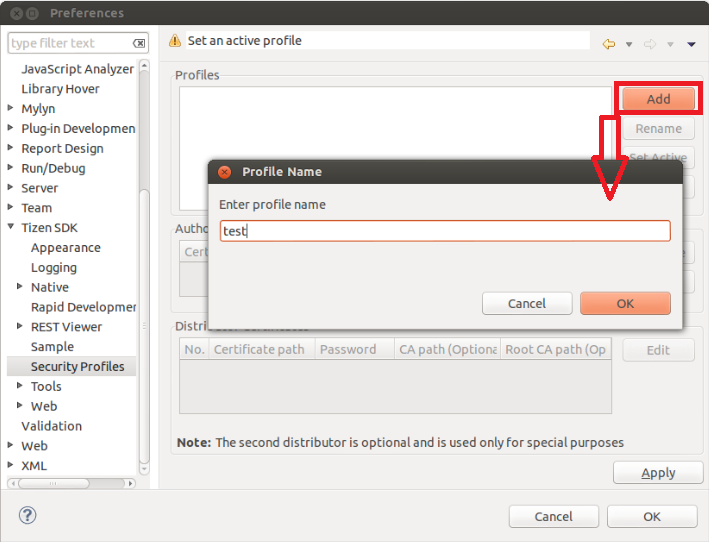 Preferences
type filter text
Set an active profile
JavaScript Analyzer
Library Hover
Mylyn
Plug-in Developmen
Report Design
Run/Debug
Server
Team
Tizen SDK
Appearance
Logging
Native
Rapid Developmer
REST Viewer
Sample
Security Profiles
Tools
Web
Validation
Web
XML
Profiles
Add
Rename
Set Active
Profile Name
Enter profile name
test
Cancel
OK
Autho
Cert
Distributor Certificates
No.
Certificate path
Password
CA path (Optiona
Root CA path (Op
Edit
Note: The second distributor is optional and is used only for special purposes
Apply
?
Cancel
OK